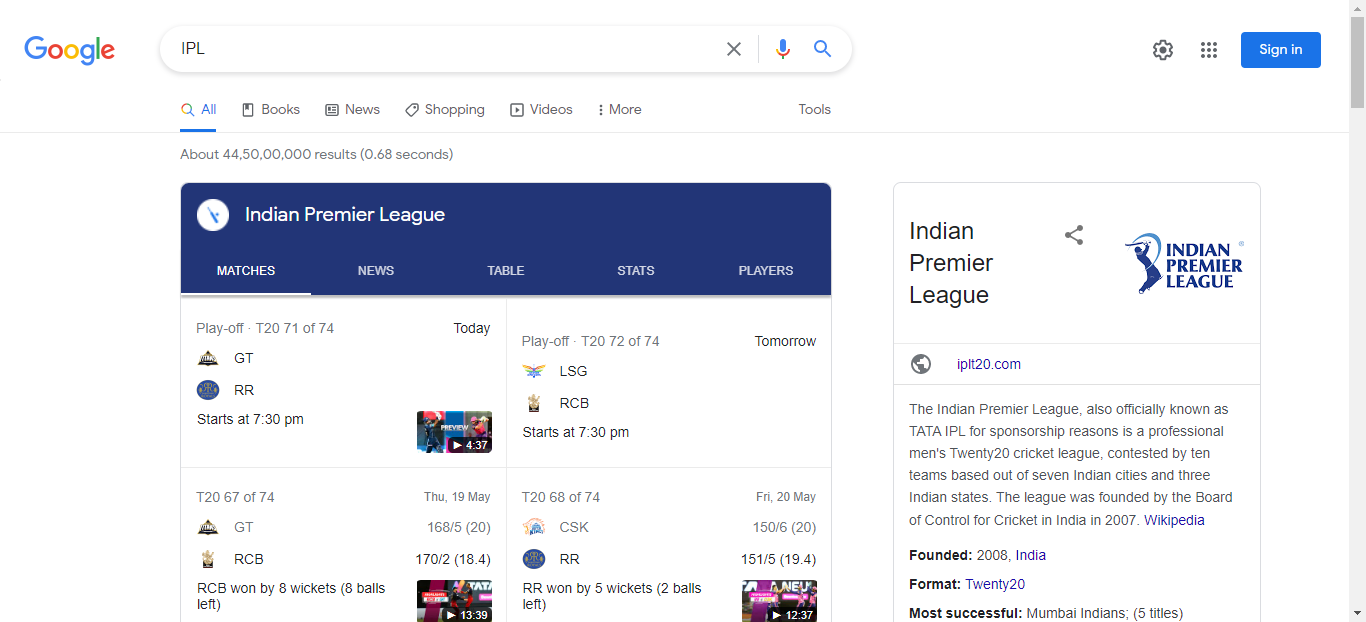 Google
IPL
Sign in
All Books News Shopping Videos More Tools
About 44,50,00,000 results (0.68 seconds)
Indian Premier League
MATCHES NEWS TABLE STATS PLAYERS
Play-off · T20 71 of 74 Today
GT
RR
Starts at 7:30 pm
PREVIEW
4:37
Play-off · T20 72 of 74 Tomorrow
LSG
RCB
Starts at 7:30 pm
T20 67 of 74 Thu, 19 May
GT 168/5 (20)
RCB 170/2 (18.4)
RCB won by 8 wickets (8 balls
left)
13:39
T20 68 of 74 Fri, 20 May
CSK 150/6 (20)
RR 151/5 (19.4)
RR won by 5 wickets (2 balls
left)
12:37
Indian
Premier
League
INDIAN
PREMIER
LEAGUE
iplt20.com
The Indian Premier League, also officially known as
TATA IPL for sponsorship reasons is a professional
men's Twenty20 cricket league, contested by ten
teams based out of seven Indian cities and three
Indian states. The league was founded by the Board
of Control for Cricket in India in 2007. Wikipedia
Founded: 2008, India
Format: Twenty20
Most successful: Mumbai Indians; (5 titles)